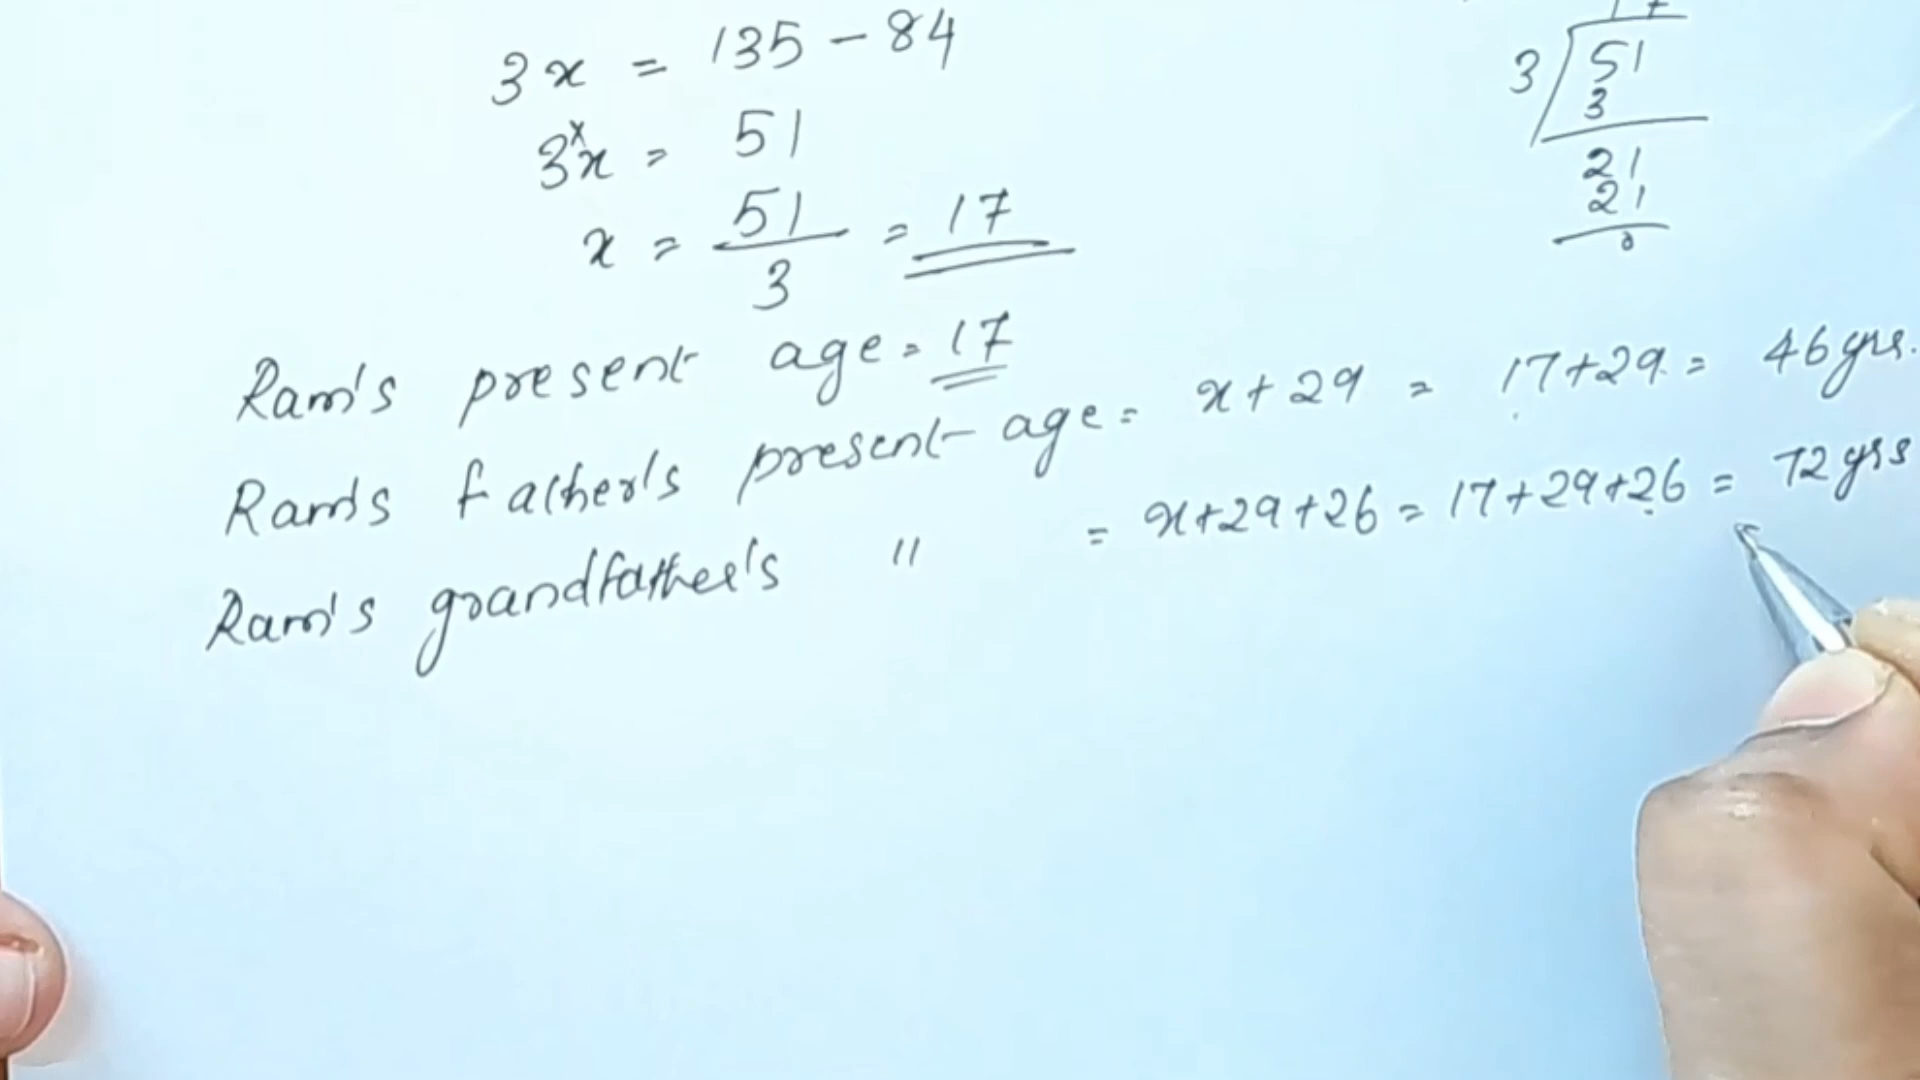 3x = 135 - 84
3x = 51
x
x = 51/3 = 17
17
3 51
3
21
21
0
Ram's present age = 17
Ram's father's present age = x + 29 = 17+29 = 46 yrs.
Ram's grandfather's " = x+29+26 = 17+29+26 = 72 yrs